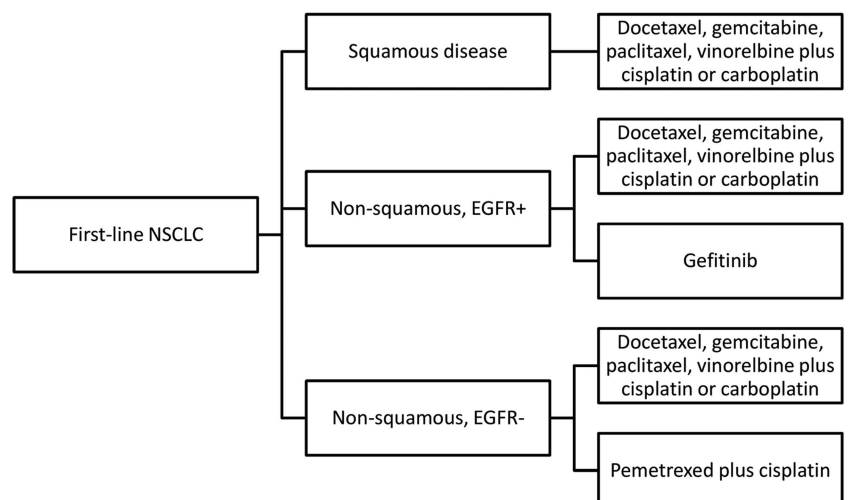 First-line NSCLC
Squamous disease
Docetaxel, gemcitabine,
paclitaxel, vinorelbine plus
cisplatin or carboplatin
Non-squamous, EGFR+
Docetaxel, gemcitabine,
paclitaxel, vinorelbine plus
cisplatin or carboplatin
Gefitinib
Non-squamous, EGFR-
Docetaxel, gemcitabine,
paclitaxel, vinorelbine plus
cisplatin or carboplatin
Pemetrexed plus cisplatin